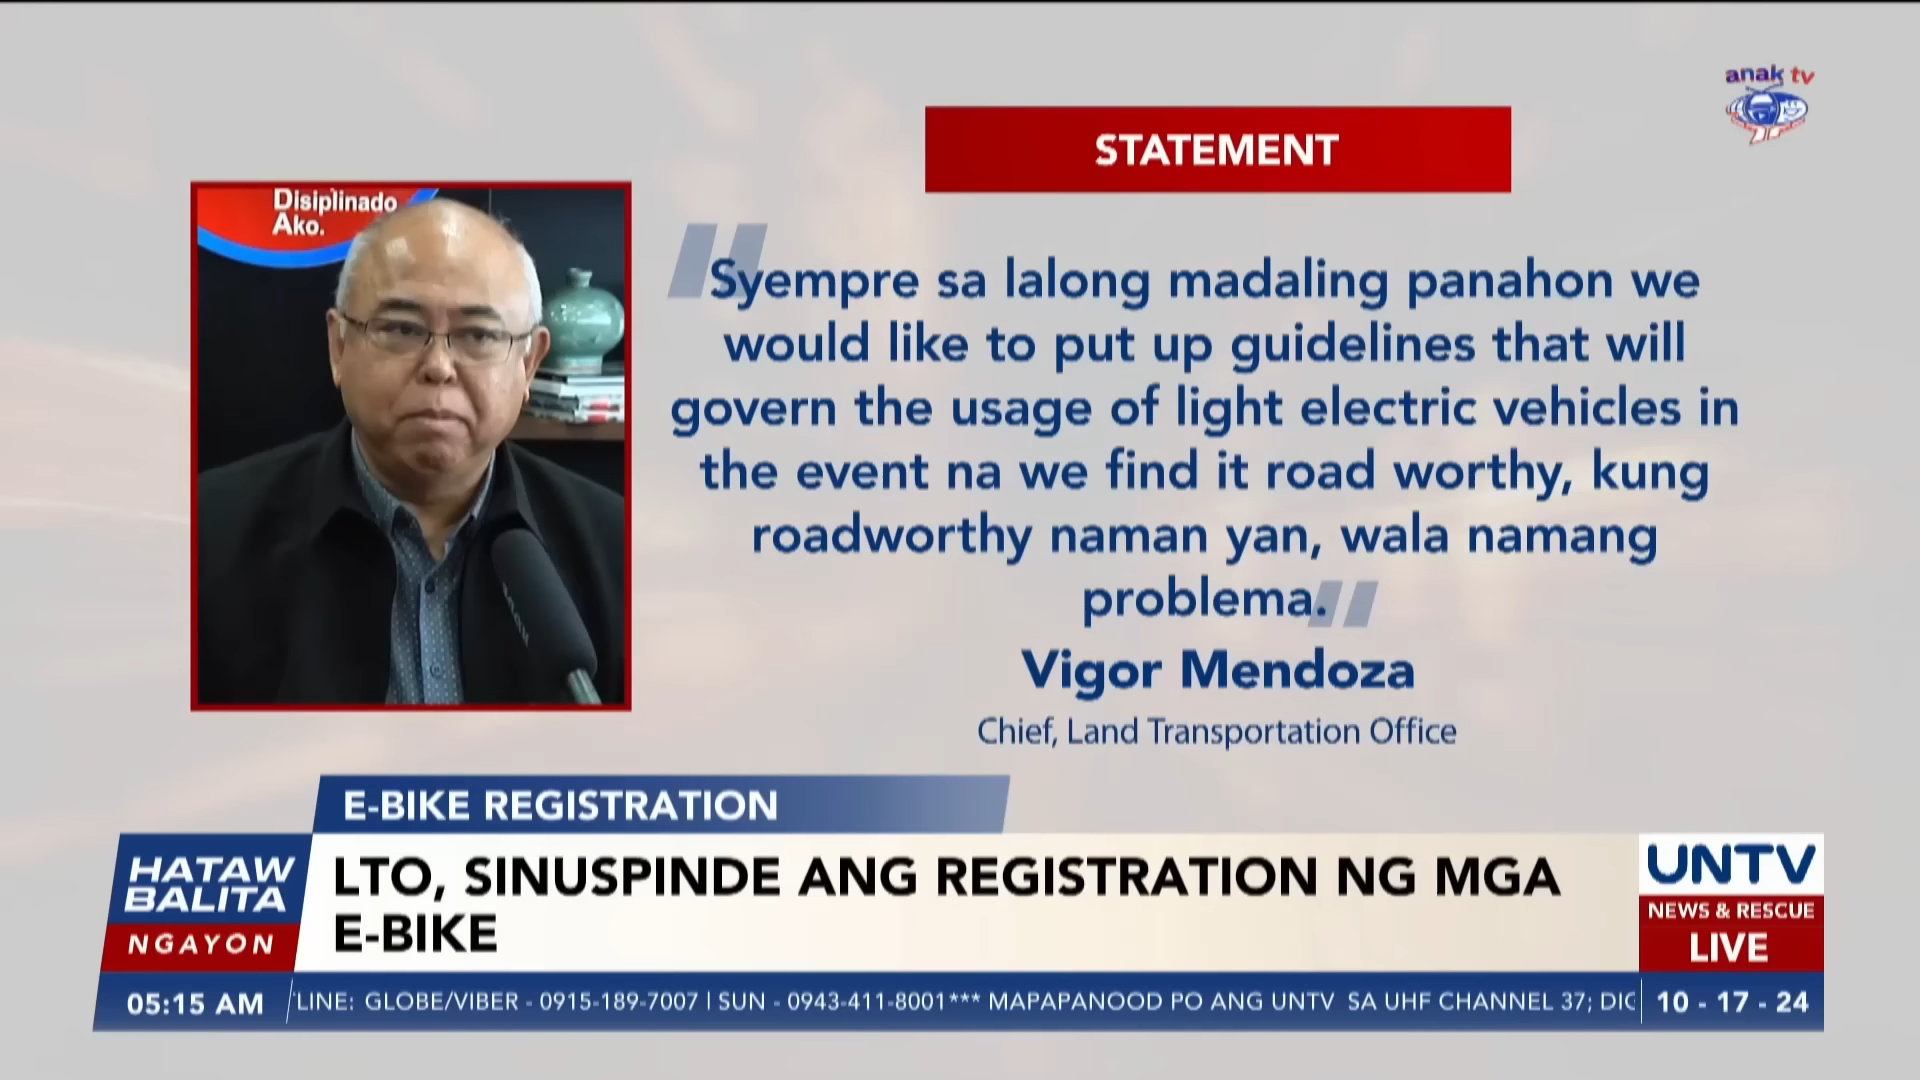 anak tv
STATEMENT
Disiplinado
Ako.
"Syempre sa lalong madaling panahon we
would like to put up guidelines that will
govern the usage of light electric vehicles in
the event na we find it road worthy, kung
roadworthy naman yan, wala namang
problema."
Vigor Mendoza
Chief, Land Transportation Office
E-BIKE REGISTRATION
HATAW
BALITA
NGAYON
LTO, SINUSPINDE ANG REGISTRATION NG MGA
E-BIKE
UNTV
NEWS & RESCUE
LIVE
05:15 AM
'LINE: GLOBE/VIBER - 0915-189-7007 | SUN - 0943-411-8001*** MAPAPANOOD PO ANG UNTV SA UHF CHANNEL 37; DIG
10 - 17 - 24